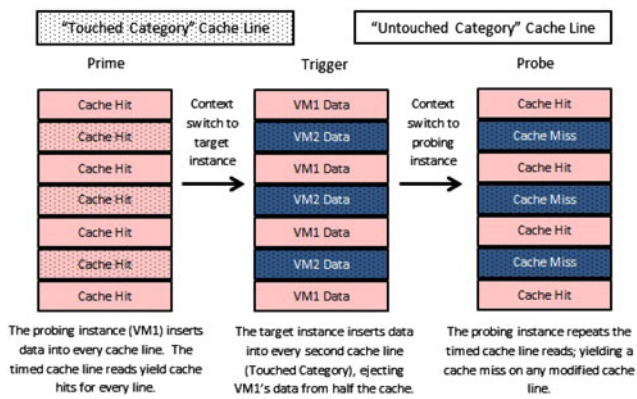 “Touched Category” Cache Line
“Untouched Category” Cache Line
Prime
Trigger
Probe
Cache Hit
Cache Hit
Cache Hit
Cache Hit
Cache Hit
Cache Hit
Cache Hit
Context
switch to
target
instance
VM1 Data
VM2 Data
VM1 Data
VM2 Data
VM1 Data
VM2 Data
VM1 Data
Context
switch to
probing
instance
Cache Hit
Cache Miss
Cache Hit
Cache Miss
Cache Hit
Cache Miss
Cache Hit
The probing instance (VM1) inserts
data into every cache line. The
timed cache line reads yield cache
hits for every line.
The target instance inserts data
into every second cache line
(Touched Category), ejecting
VM1’s data from half the cache.
The probing instance repeats the
timed cache line reads; yielding a
cache miss on any modified cache
line.